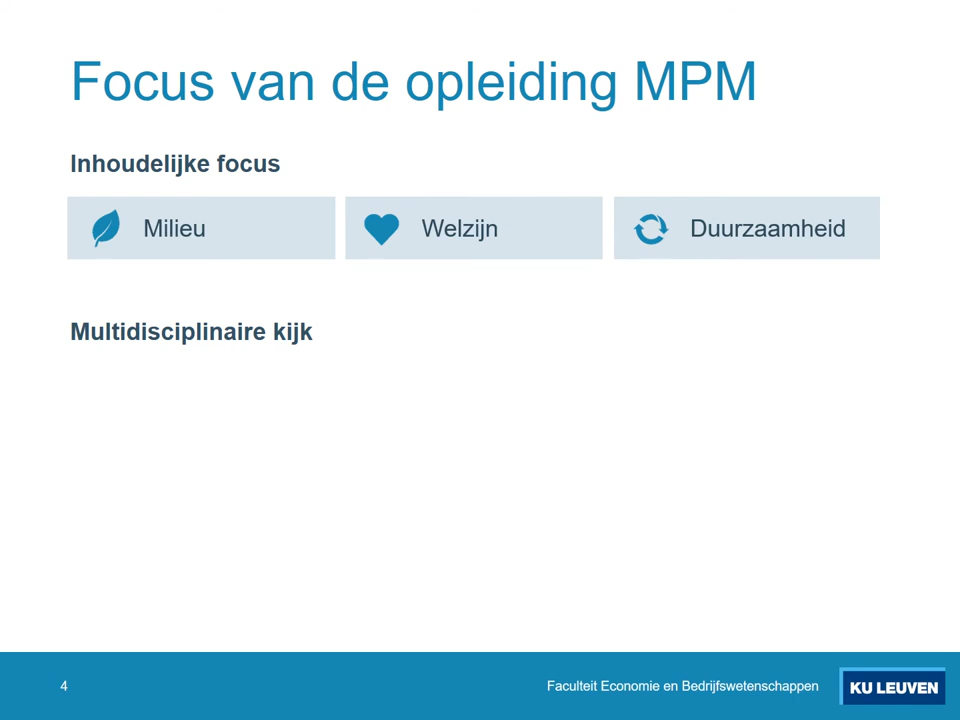 Focus van de opleiding MPM
Inhoudelijke focus
Milieu
Welzijn
Duurzaamheid
Multidisciplinaire kijk
4
Faculteit Economie en Bedrijfswetenschappen
KU LEUVEN